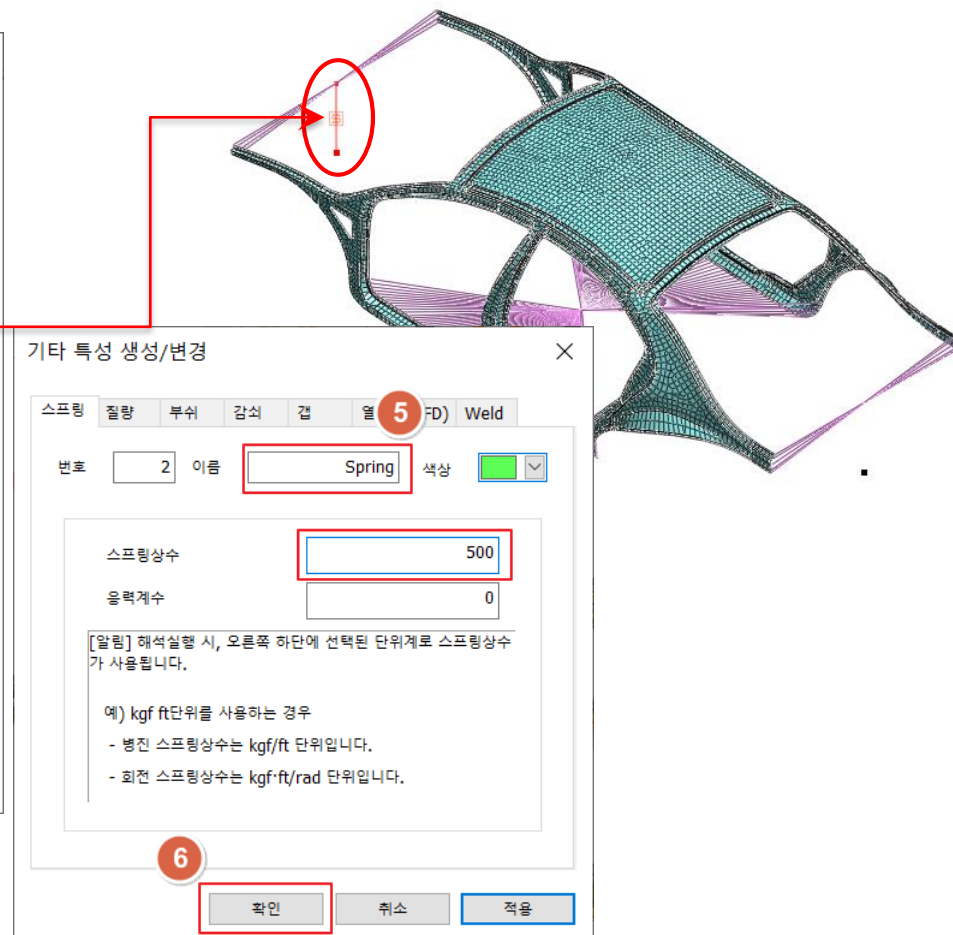 S
기타 특성 생성/변경
스프링 질량 부쉬 감쇠 갭 열 5 FD) Weld
번호 2 이름 Spring 색상
스프링상수 500
응력계수 0
[알림] 해석실행 시, 오른쪽 하단에 선택된 단위계로 스프링상수
가 사용됩니다.
예) kgf ft단위를 사용하는 경우
- 병진 스프링상수는 kgf/ft 단위입니다.
- 회전 스프링상수는 kgf·ft/rad 단위입니다.
6
확인 취소 적용